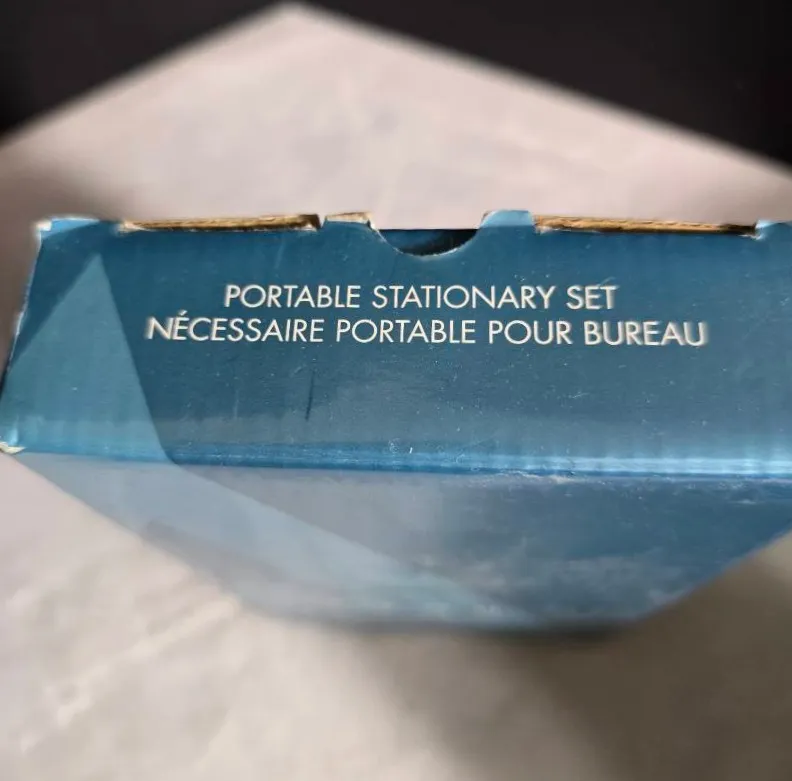 PORTABLE STATIONARY SET
NÉCESSAIRE PORTABLE POUR BUREAU